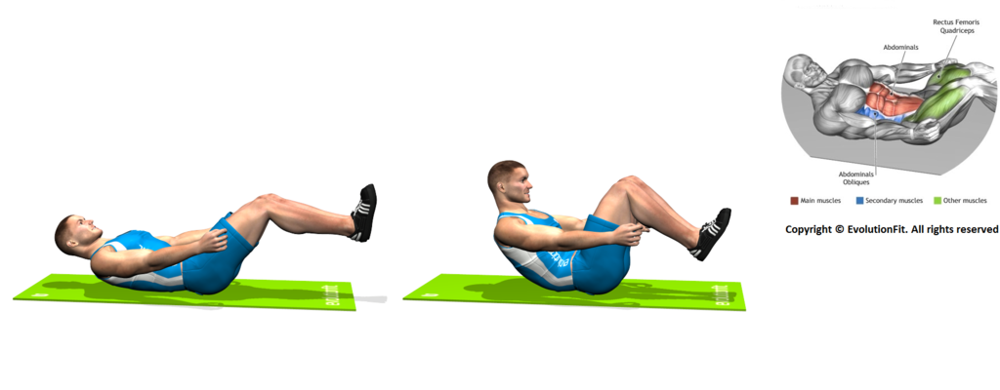 Rectus Femoris
Quadriceps
Abdominals
Abdominals
Obliques
Main muscles
Secondary muscles
Other muscles
Copyright © EvolutionFit. All rights reserved